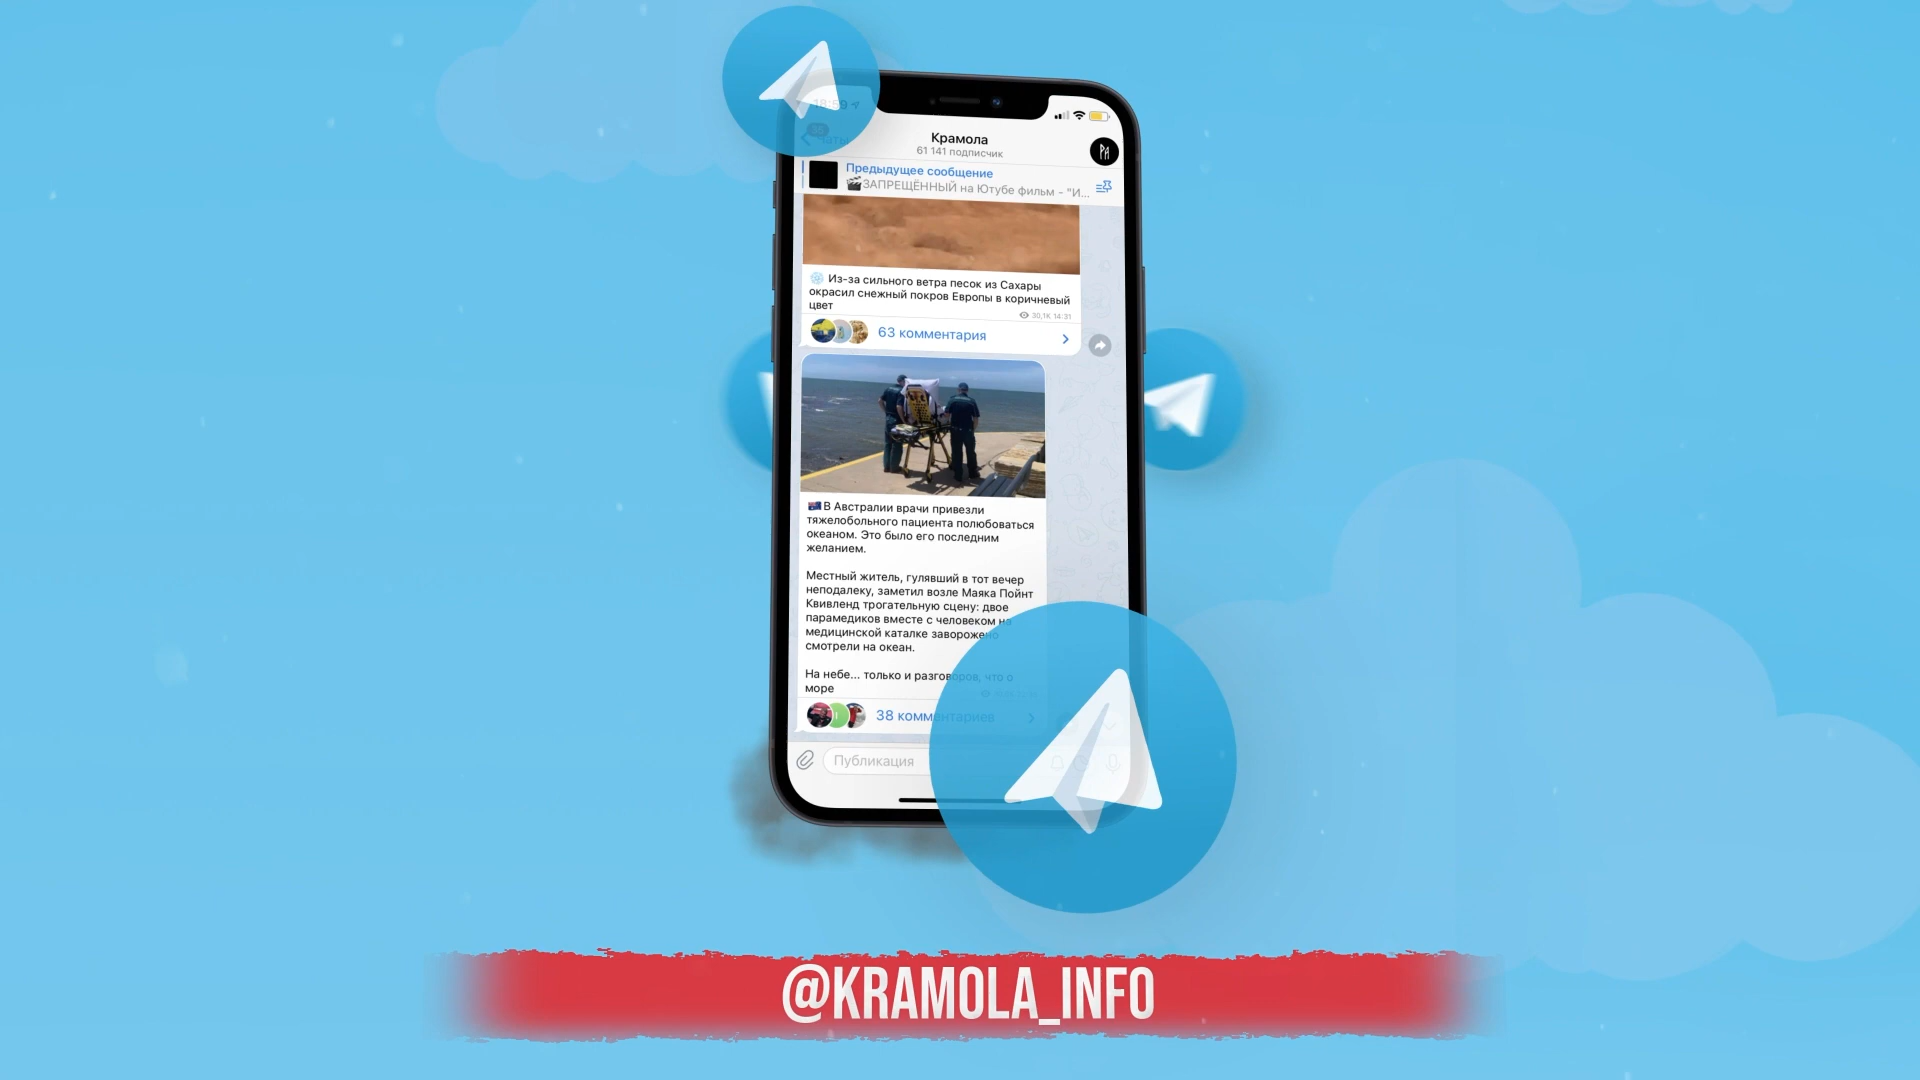 18:59
Чаты
Крамола
61 141 подписчик
Предыдущее сообщение
ЗАПРЕЩЁННЫЙ на Ютубе фильм - "И...
Из-за сильного ветра песок из Сахары
окрасил снежный покров Европы в коричневый
цвет
30,1K 14:31
63 комментария
В Австралии врачи привезли
тяжелобольного пациента полюбоваться
океаном. Это было его последним
желанием.
Местный житель, гулявший в тот вечер
неподалеку, заметил возле Маяка Пойнт
Квивленд трогательную сцену: двое
парамедиков вместе с человеком на
медицинской каталке заворожено
смотрели на океан.
На небе... только и разговоров, что о
море
38 комментариев
Публикация
@KRAMOLA_INFO